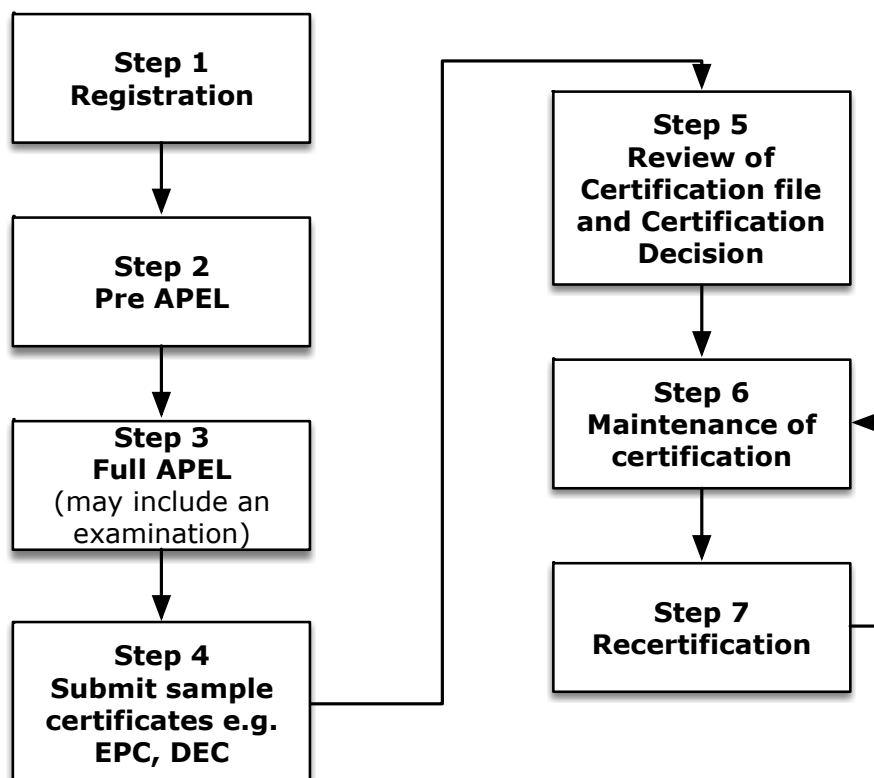 Step 1
Registration
Step 2
Pre APEL
Step 3
Full APEL
(may include an
examination)
Step 4
Submit sample
certificates e.g.
EPC, DEC
Step 5
Review of
Certification file
and Certification
Decision
Step 6
Maintenance of
certification
Step 7
Recertification